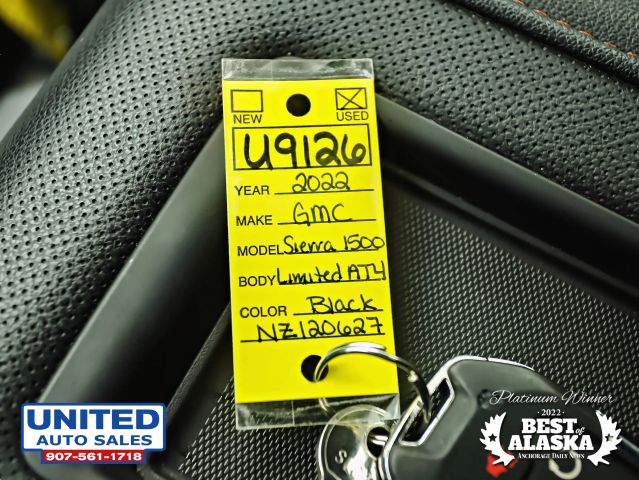 NEW USED
U9126
YEAR 2022
MAKE GMC
MODEL Sierra 1500
BODY Limited AT4
COLOR Black
NZ120627
S
UNITED
AUTO SALES
907-561-1718
Platinum Winner
2022
BEST of
ALASKA
ANCHORAGE DAILY NEWS